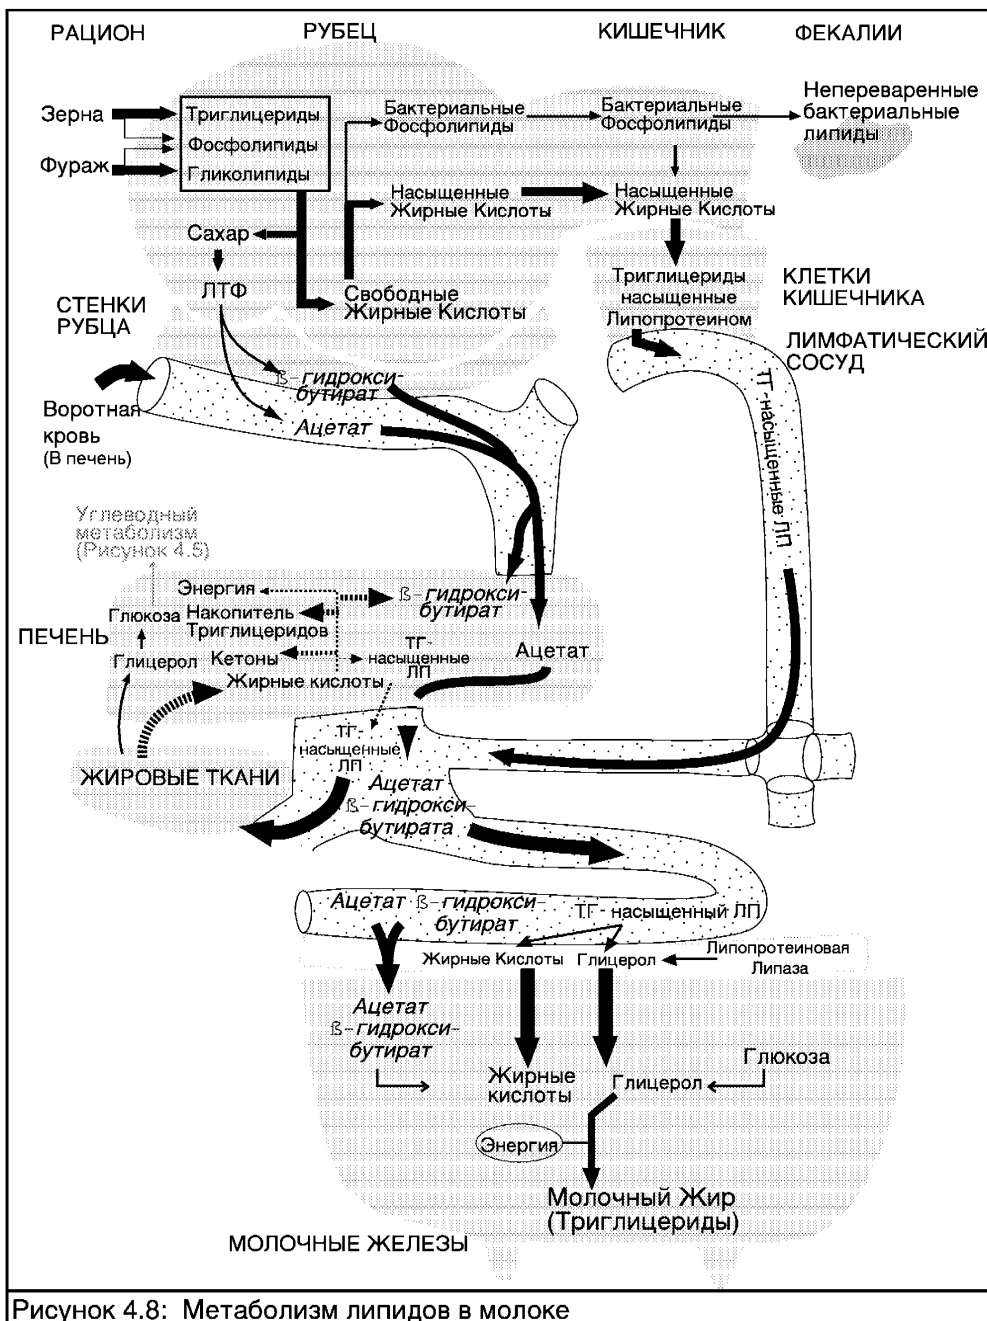 РАЦИОН
РУБЕЦ
КИШЕЧНИК
ФЕКАЛИИ
Зерна
Фураж
Триглицериды
Фосфолипиды
Гликолипиды
Бактериальные
Фосфолипиды
Бактериальные
Фосфолипиды
Непереваренные
бактериальные
липиды
Насыщенные
Жирные Кислоты
Насыщенные
Жирные Кислоты
Сахар
ЛТФ
Свободные
Жирные Кислоты
Триглицериды
насыщенные
Липопротеином
КЛЕТКИ
КИШЕЧНИКА
СТЕНКИ
РУБЦА
ЛИМФАТИЧЕСКИЙ
СОСУД
ß-гидрокси-
бутират
Ацетат
Воротная
кровь
(В печень)
ТГ-насыщенные ЛП
Углеводный
метаболизм
(Рисунок 4.5)
Энергия
ß-гидрокси-
бутират
Глюкоза
Накопитель
Триглицеридов
ПЕЧЕНЬ
ТГ-
насыщенные
ЛП
Ацетат
Глицерол
Кетоны
Жирные кислоты
ТГ-
насыщенные
ЛП
ЖИРОВЫЕ ТКАНИ
Ацетат
ß-гидрокси-
бутирата
Ацетат
ß-гидрокси-
бутират
ТГ- насыщенный ЛП
Жирные Кислоты
Глицерол
Липопротеиновая
Липаза
Ацетат
ß-гидрокси-
бутират
Жирные
кислоты
Глицерол
Глюкоза
Энергия
Молочный Жир
(Триглицериды)
МОЛОЧНЫЕ ЖЕЛЕЗЫ
Рисунок 4.8: Метаболизм липидов в молоке